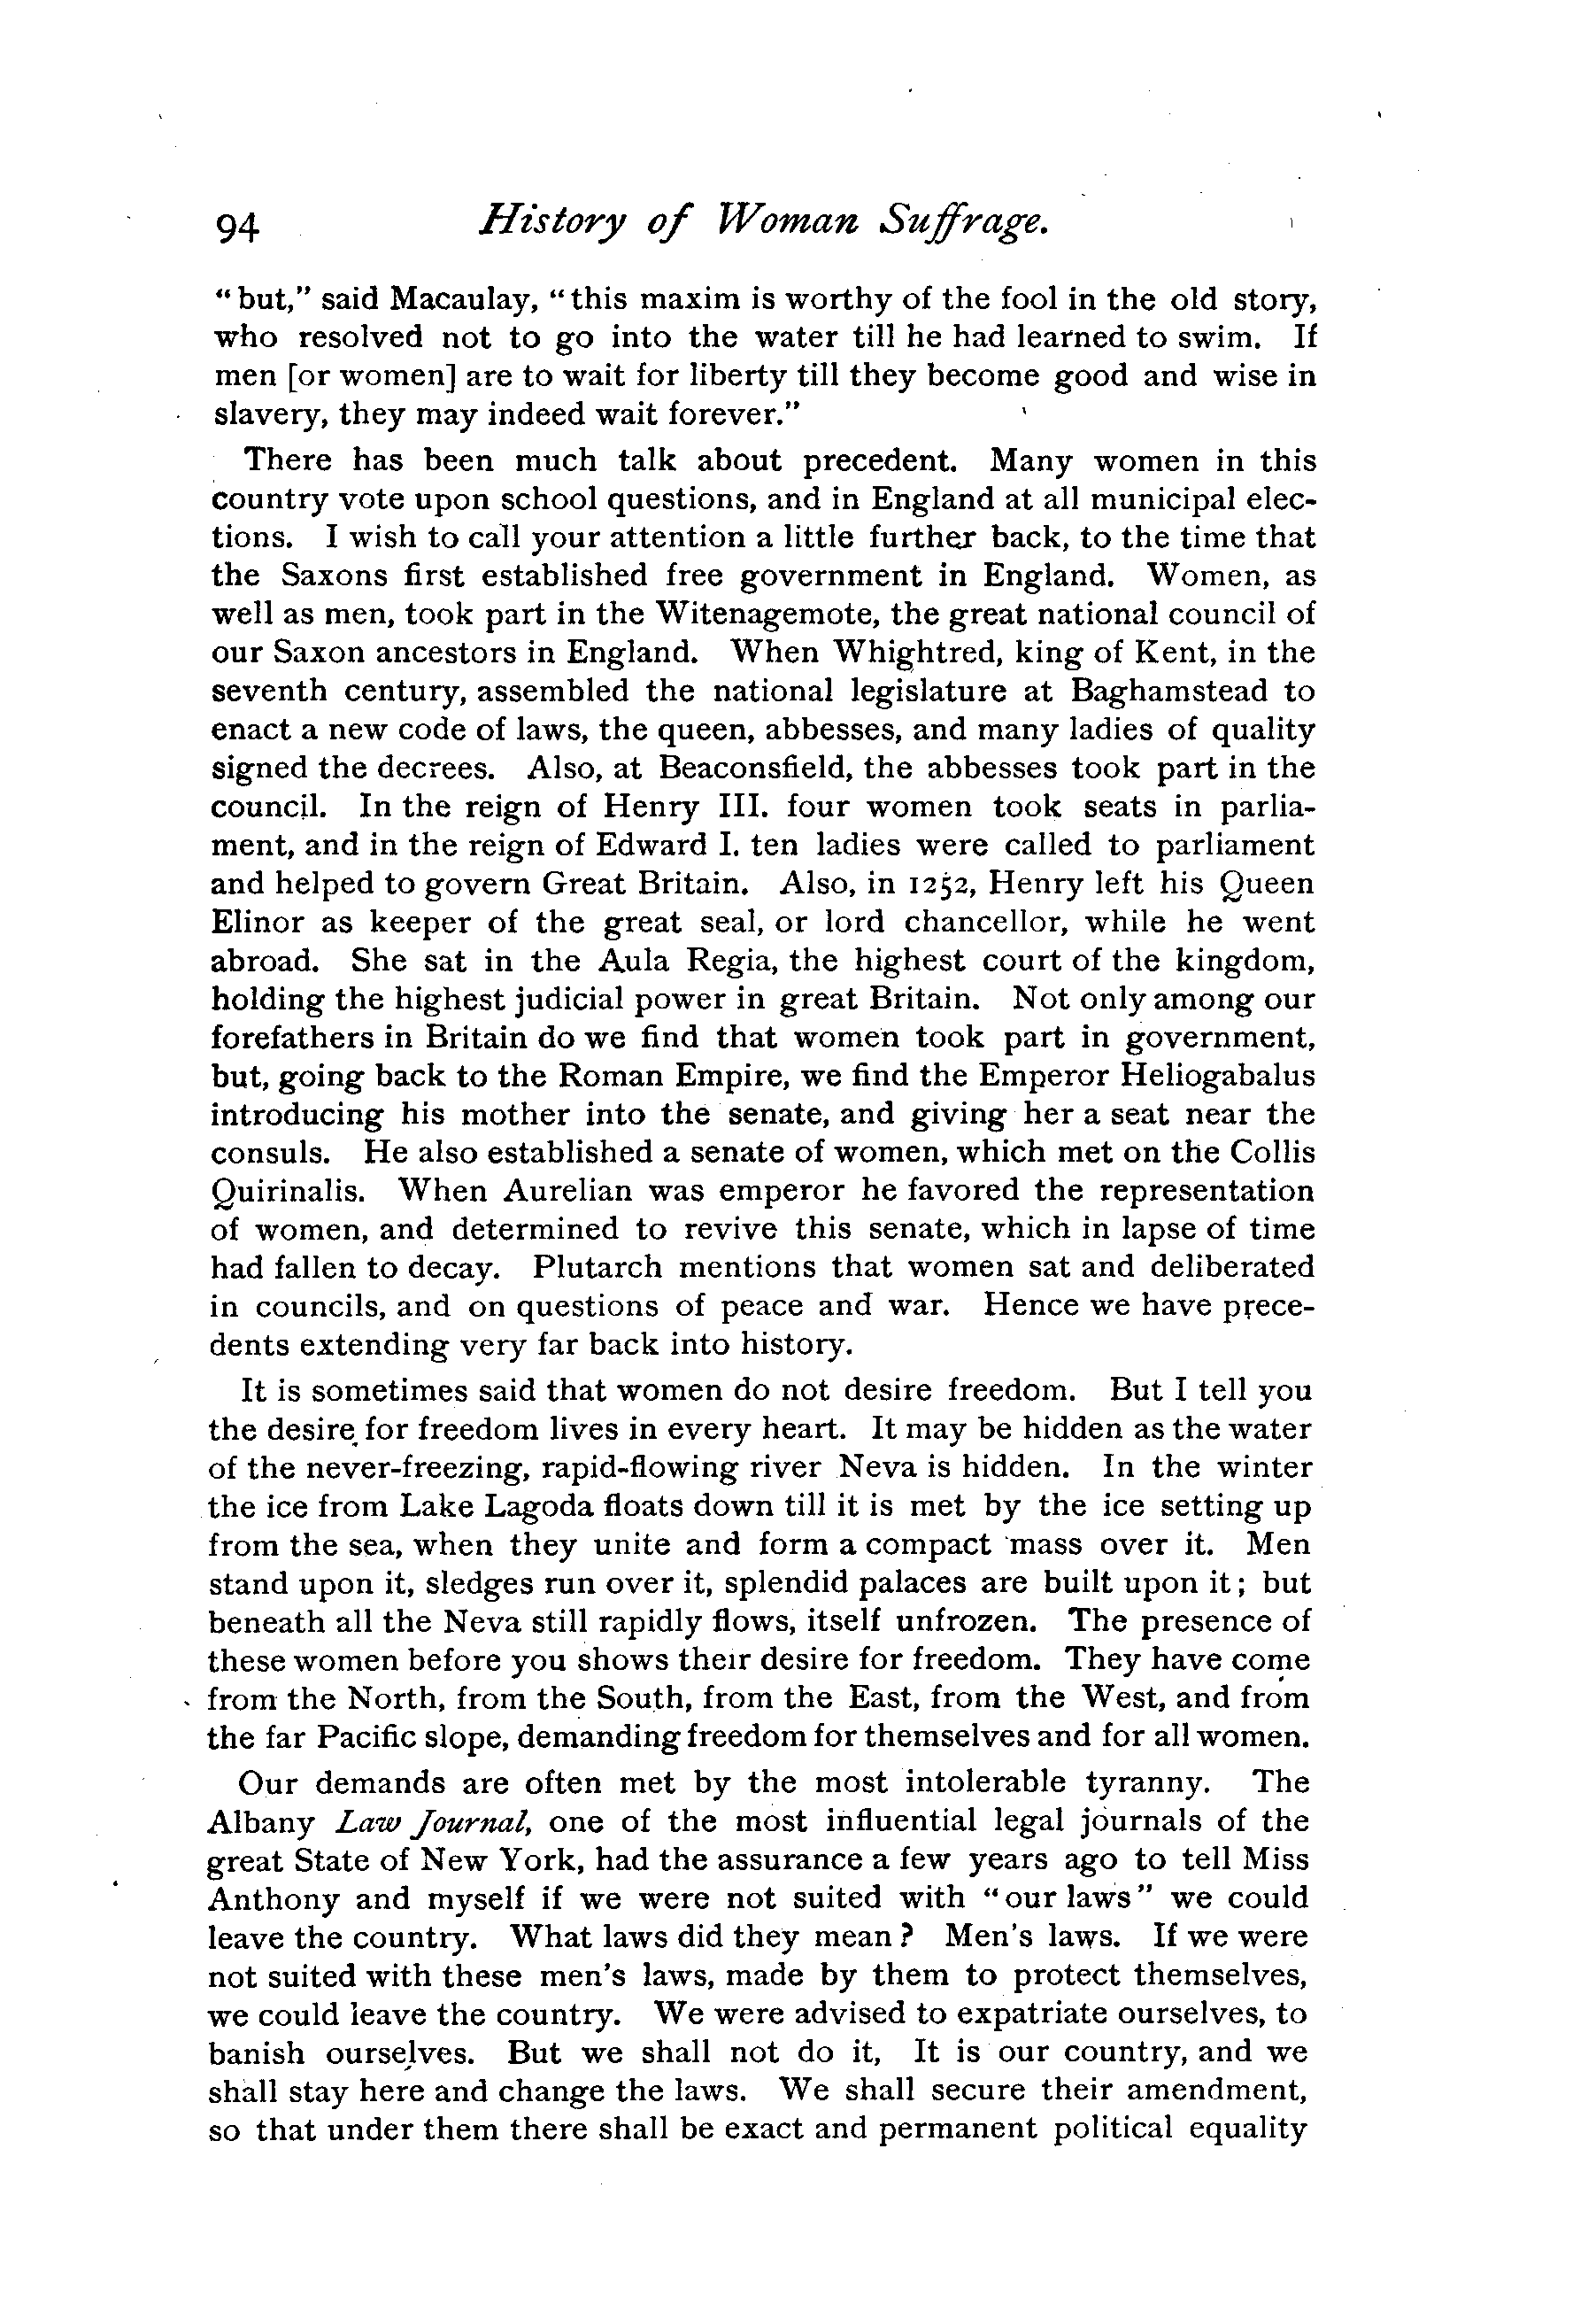 94 History of Woman Suffrage.
“but,” said Macaulay, “this maxim is worthy of the fool in the old story,
who resolved not to go into the water till he had learned to swim. If
men [or women] are to wait for liberty till they become good and wise in
slavery, they may indeed wait forever.”
There has been much talk about precedent. Many women in this
country vote upon school questions, and in England at all municipal elec-
tions. I wish to call your attention a little further back, to the time that
the Saxons first established free government in England. Women, as
well as men, took part in the Witenagemote, the great national council of
our Saxon ancestors in England. When Whightred, king of Kent, in the
seventh century, assembled the national legislature at Baghamstead to
enact a new code of laws, the queen, abbesses, and many ladies of quality
signed the decrees. Also, at Beaconsfield, the abbesses took part in the
council. In the reign of Henry III. four women took seats in parlia-
ment, and in the reign of Edward I. ten ladies were called to parliament
and helped to govern Great Britain. Also, in 1252, Henry left his Queen
Elinor as keeper of the great seal, or lord chancellor, while he went
abroad. She sat in the Aula Regia, the highest court of the kingdom,
holding the highest judicial power in great Britain. Not only among our
forefathers in Britain do we find that women took part in government,
but, going back to the Roman Empire, we find the Emperor Heliogabalus
introducing his mother into the senate, and giving her a seat near the
consuls. He also established a senate of women, which met on the Collis
Quirinalis. When Aurelian was emperor he favored the representation
of women, and determined to revive this senate, which in lapse of time
had fallen to decay. Plutarch mentions that women sat and deliberated
in councils, and on questions of peace and war. Hence we have prece-
dents extending very far back into history.
It is sometimes said that women do not desire freedom. But I tell you
the desire for freedom lives in every heart. It may be hidden as the water
of the never-freezing, rapid-flowing river Neva is hidden. In the winter
the ice from Lake Lagoda floats down till it is met by the ice setting up
from the sea, when they unite and form a compact mass over it. Men
stand upon it, sledges run over it, splendid palaces are built upon it; but
beneath all the Neva still rapidly flows, itself unfrozen. The presence of
these women before you shows their desire for freedom. They have come
from the North, from the South, from the East, from the West, and from
the far Pacific slope, demanding freedom for themselves and for all women.
Our demands are often met by the most intolerable tyranny. The
Albany Law Journal, one of the most influential legal journals of the
great State of New York, had the assurance a few years ago to tell Miss
Anthony and myself if we were not suited with “our laws” we could
leave the country. What laws did they mean? Men's laws. If we were
not suited with these men's laws, made by them to protect themselves,
we could leave the country. We were advised to expatriate ourselves, to
banish ourselves. But we shall not do it, It is our country, and we
shall stay here and change the laws. We shall secure their amendment,
so that under them there shall be exact and permanent political equality